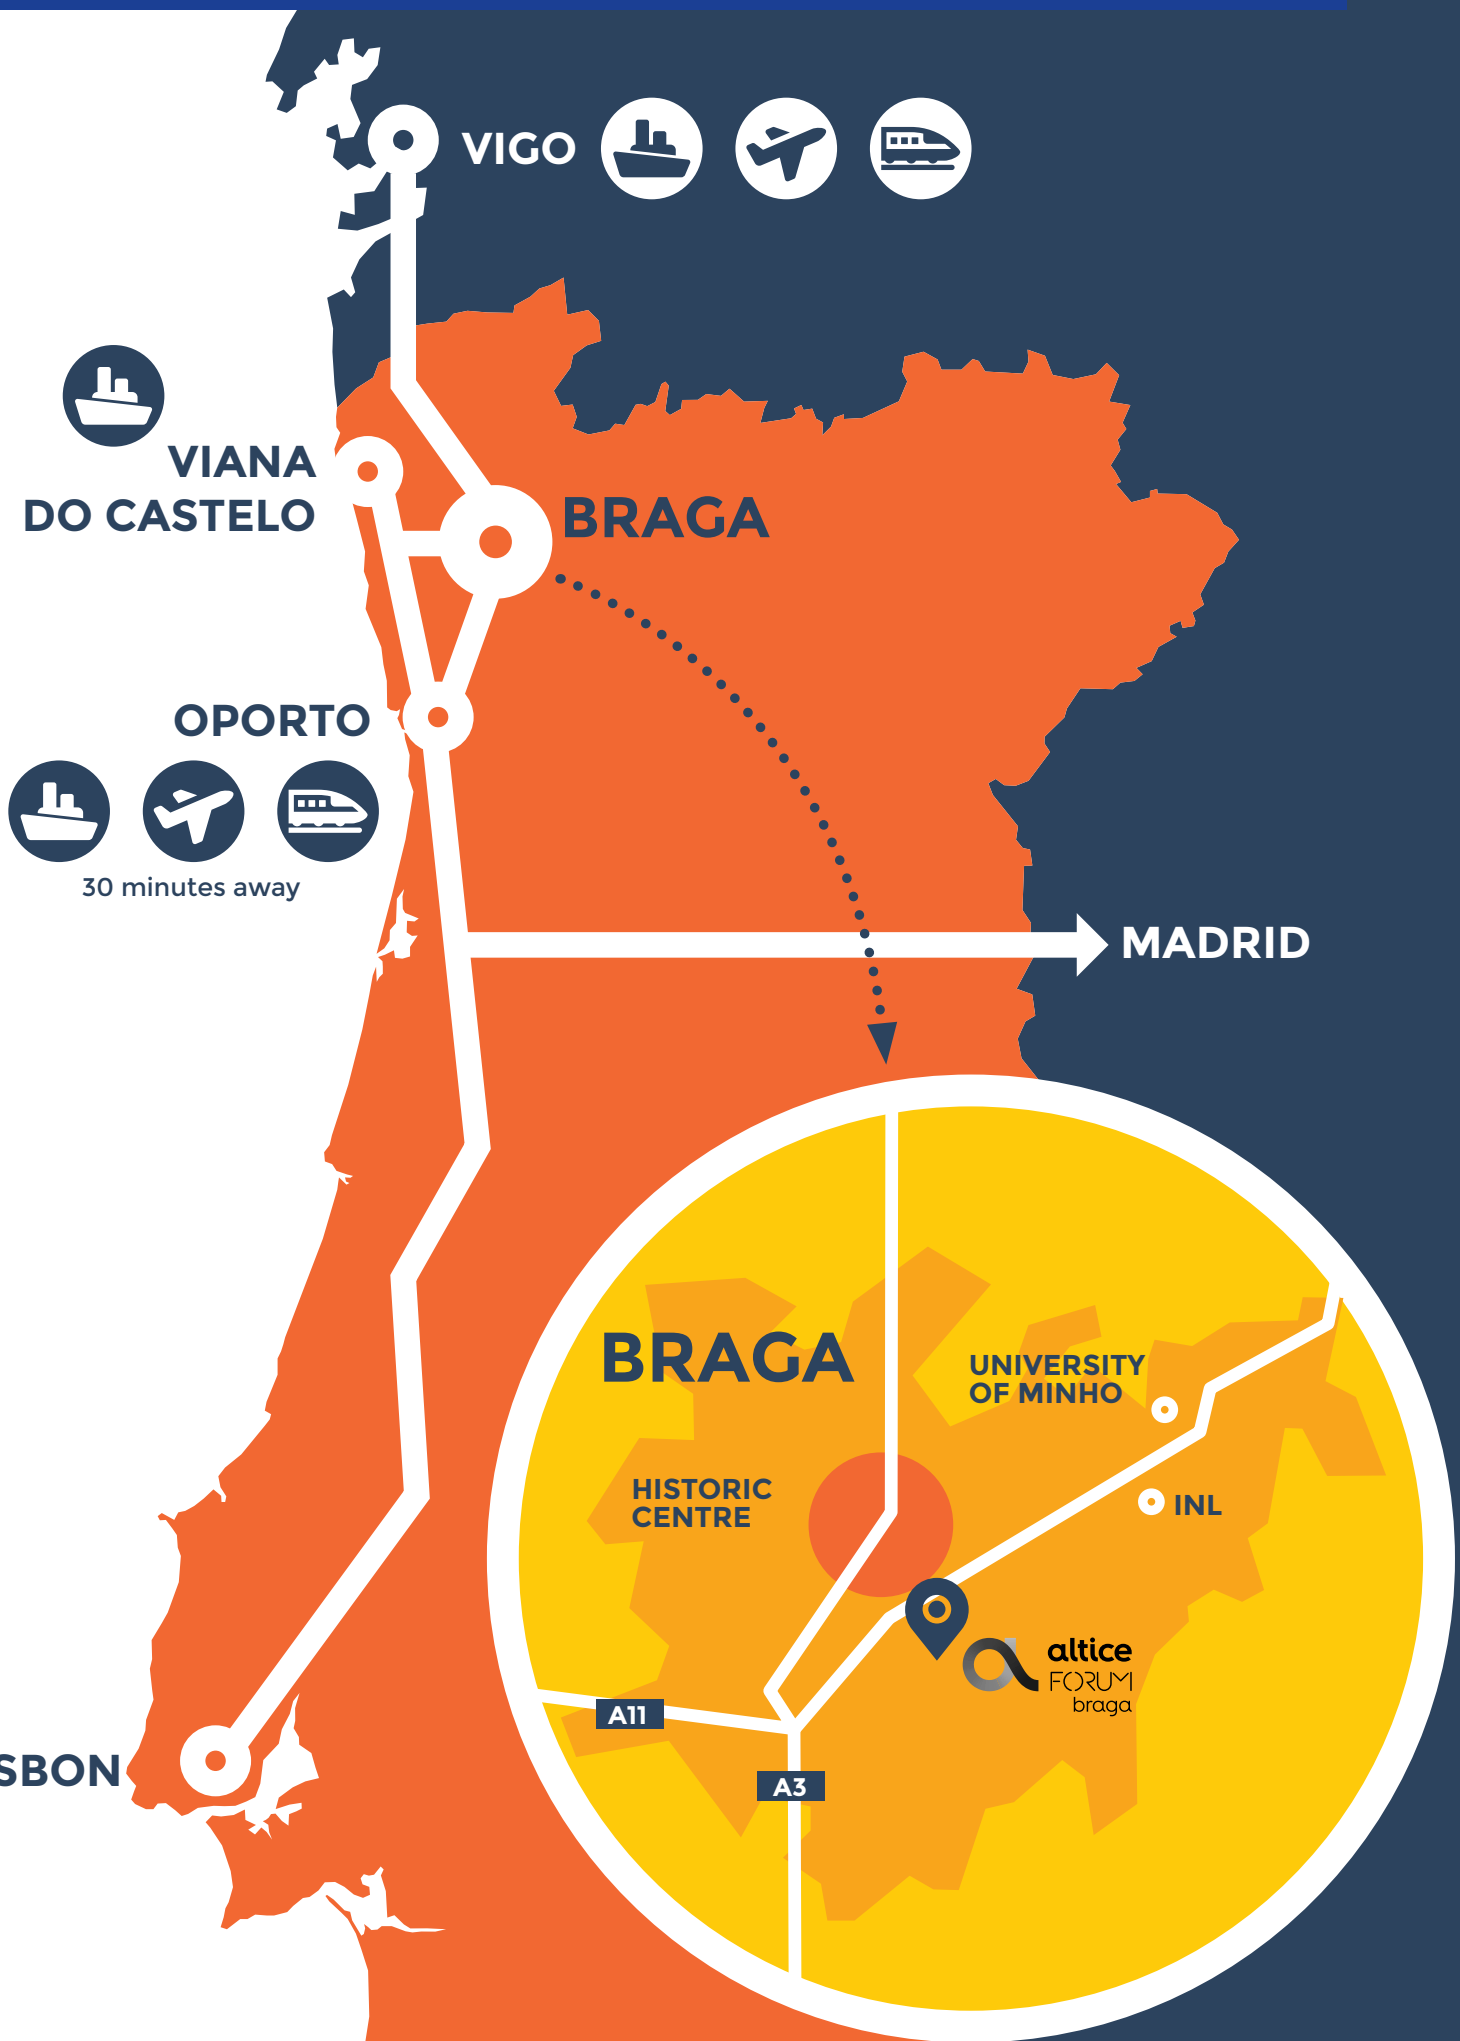 VIGO
VIANA
DO CASTELO
BRAGA
OPORTO
30 minutes away
MADRID
BRAGA
UNIVERSITY
OF MINHO
HISTORIC
CENTRE
INL
altice
FORUM
braga
A11
A3
SBON